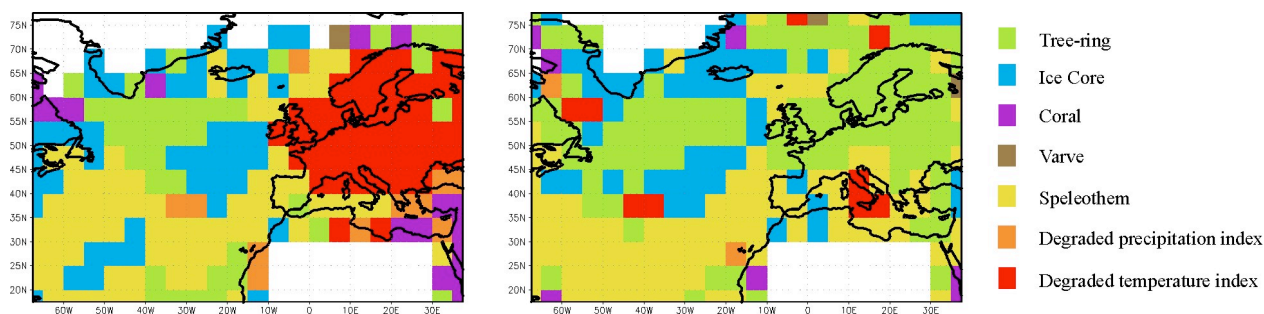 75N
70N
65N
60N
55N
50N
45N
40N
35N
30N
25N
20N
60W 50W 40W 30W 20W 10W 0 10E 20E 30E
75N
70N
65N
60N
55N
50N
45N
40N
35N
30N
25N
20N
60W 50W 40W 30W 20W 10W 0 10E 20E 30E
Tree-ring
Ice Core
Coral
Varve
Speleothem
Degraded precipitation index
Degraded temperature index